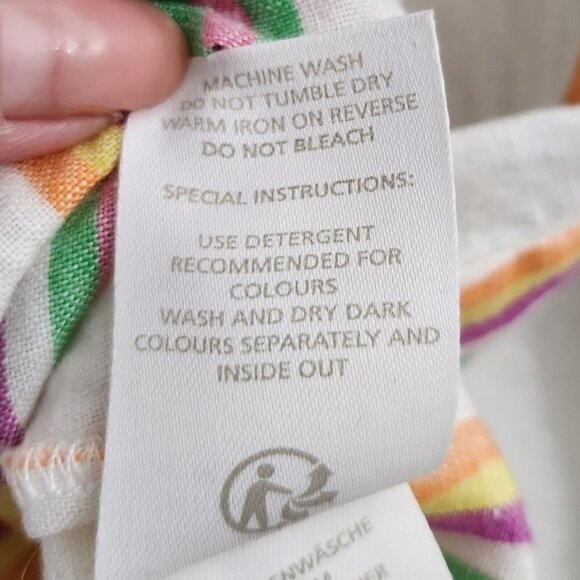 MACHINE WASH
DO NOT TUMBLE DRY
WARM IRON ON REVERSE
DO NOT BLEACH
SPECIAL INSTRUCTIONS:
USE DETERGENT
RECOMMENDED FOR
COLOURS
WASH AND DRY DARK
COLOURS SEPARATELY AND
INSIDE OUT